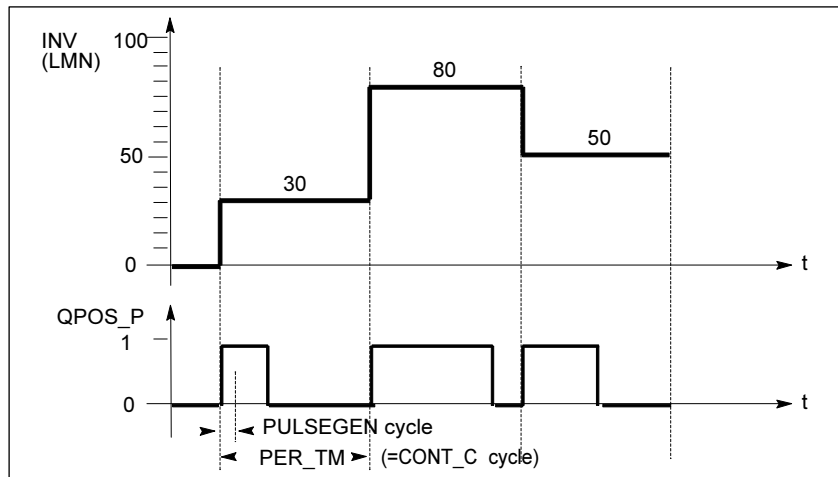 INV
(LMN)
100
80
50
50
30
0
t
QPOS_P
1
0
t
PULSEGEN cycle
PER_TM (=CONT_C cycle)